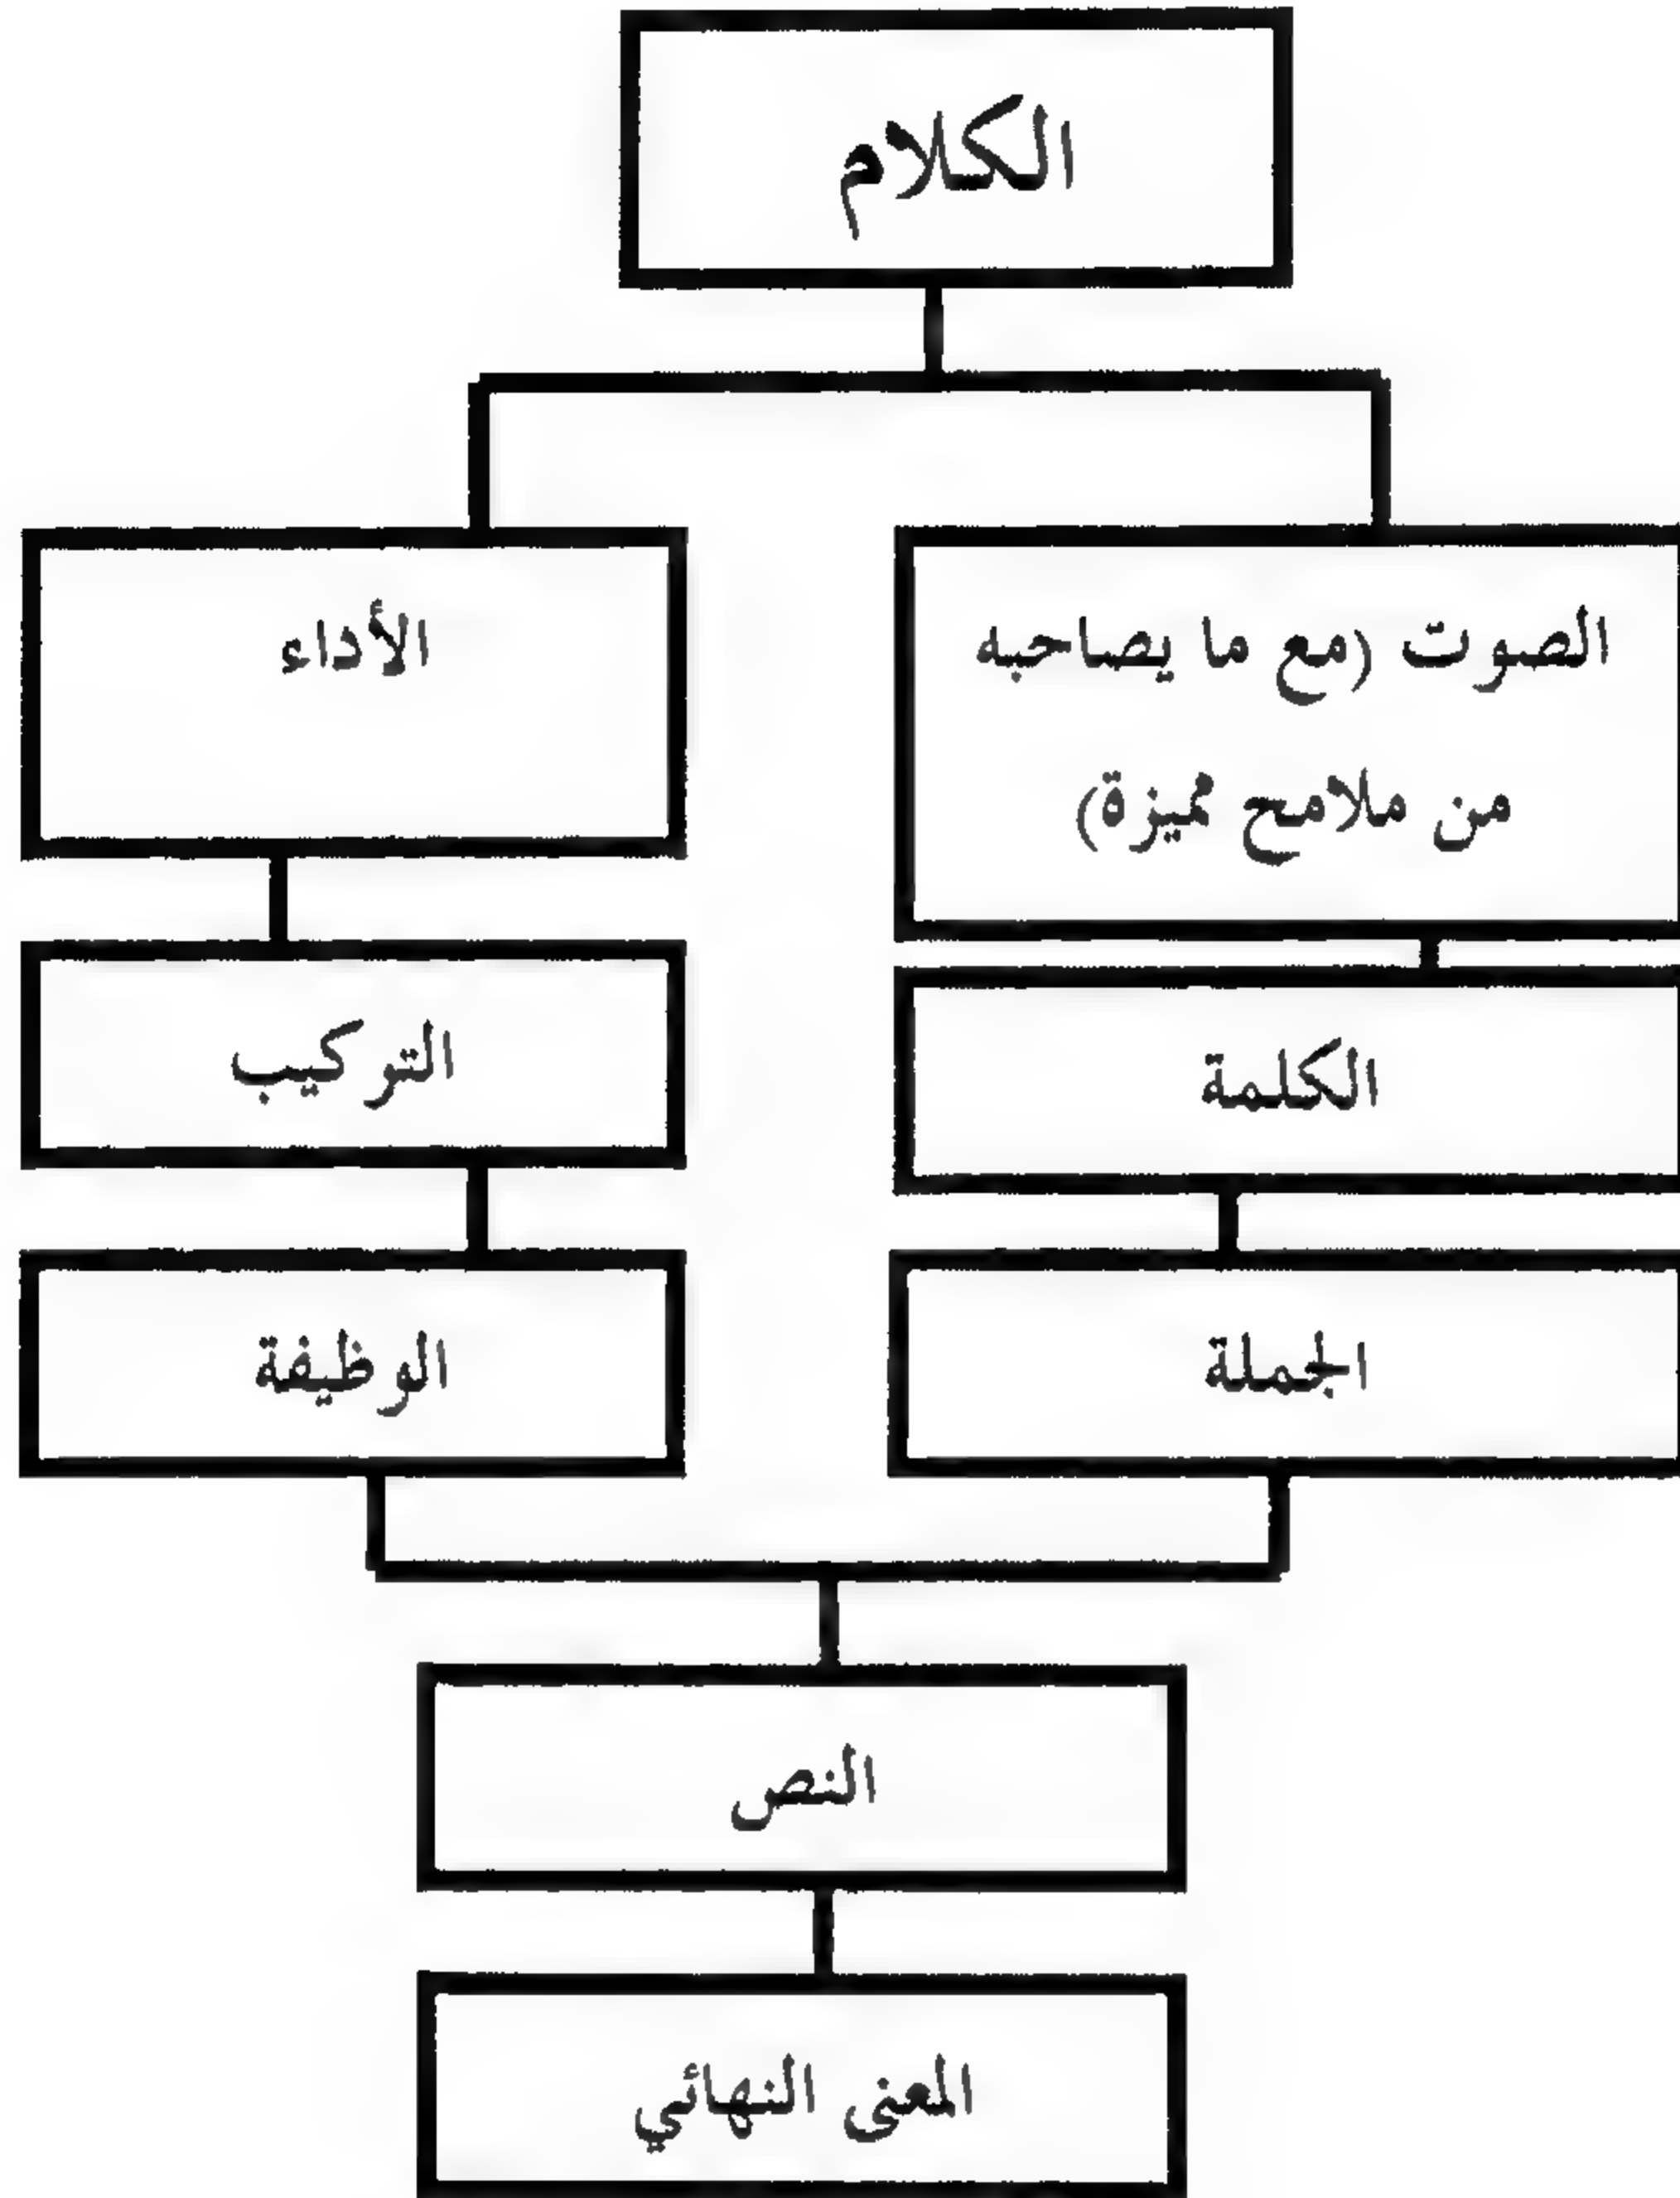 الكلام
الصوت (مع ما يصاحبه
من ملامح مميزة)
الأداء
الكلمة
التركيب
الجملة
الوظيفة
النص
المعنى النهائي